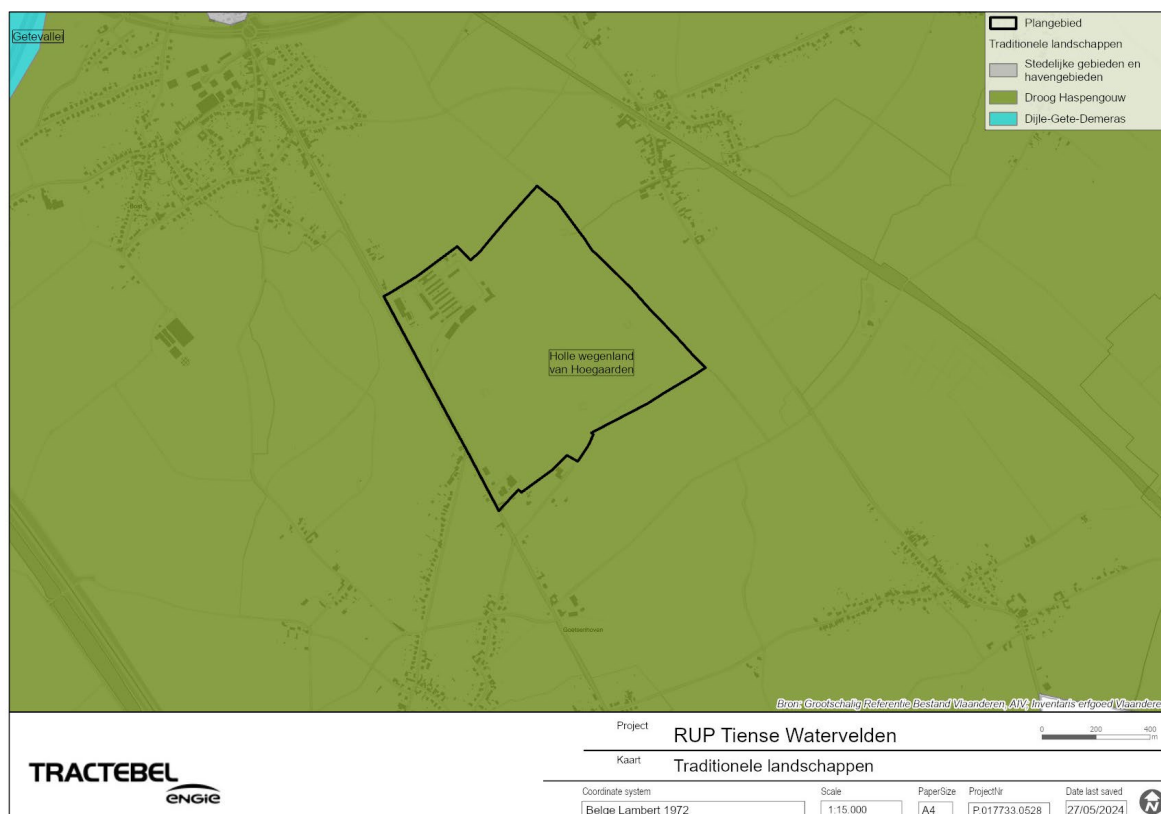 Getevallei
Plangebied
Traditionele landschappen
Stedelijke gebieden en
havengebieden
Droog Haspengouw
Dijle-Gete-Demeras
Holle wegenland
van Hoegaarden
Bron: Grootschalig Referentie Bestand Vlaanderen, AIV; Inventaris erfgoed Vlaandere
Project
RUP Tiense Watervelden
0 200 400
m
Kaart
Traditionele landschappen
TRACTEBEL
ENGIE
Coordinate system
Scale
PaperSize
ProjectNr
Date last saved
Belge Lambert 1972
1:15.000
A4
P.017733.0528
27/05/2024
N